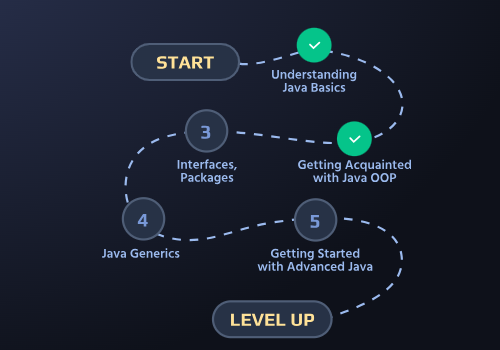 START
Understanding
Java Basics
Getting Acquainted
with Java OOP
3
Interfaces,
Packages
4
Java Generics
5
Getting Started
with Advanced Java
LEVEL UP